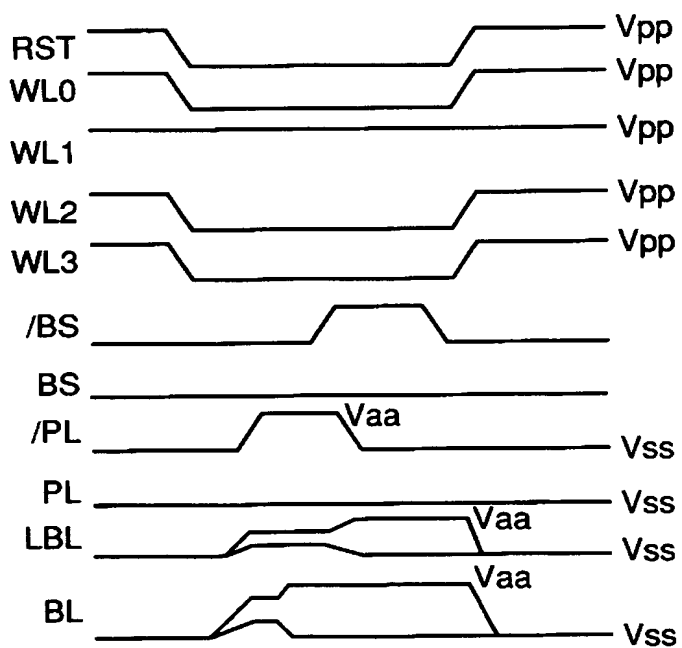 RST Vpp
WL0 Vpp
WL1 Vpp
WL2 Vpp
WL3 Vpp
/BS
BS
/PL Vaa Vss
PL Vss
LBL Vaa Vss
BL Vaa Vss